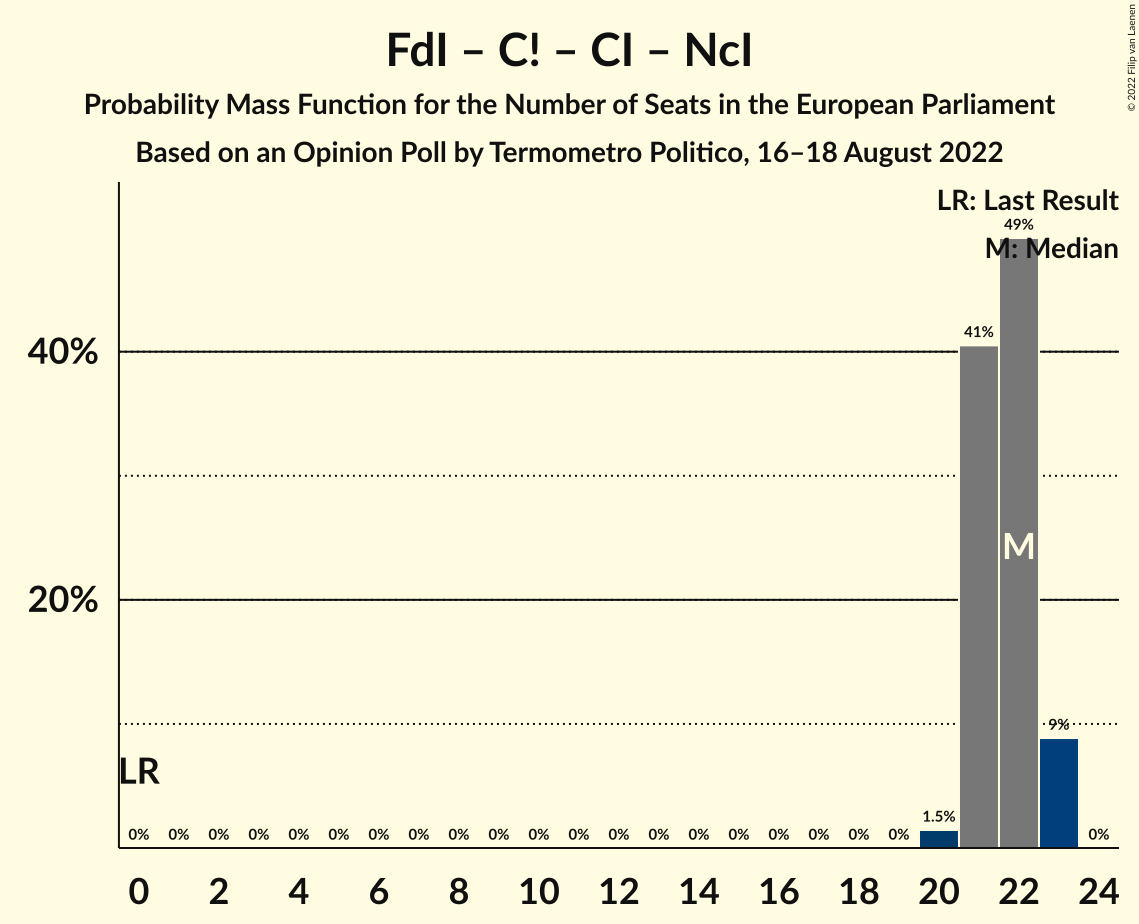 FdI – C! – CI – NcI
Probability Mass Function for the Number of Seats in the European Parliament
Based on an Opinion Poll by Termometro Politico, 16–18 August 2022
© 2022 Filip van Laenen
LR: Last Result
M: Median
49%
41%
40%
20%
M
9%
LR
1.5%
0% 0% 0% 0% 0% 0% 0% 0% 0% 0% 0% 0% 0% 0% 0% 0% 0% 0% 0% 0% 0%
0 2 4 6 8 10 12 14 16 18 20 22 24